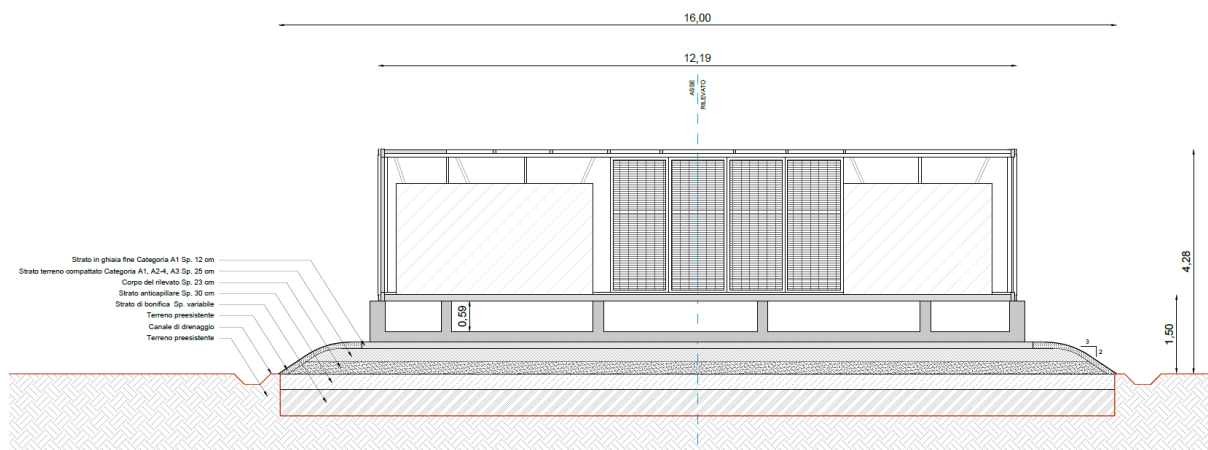 16,00
12,19
ASSE
RILEVATO
Strato in ghiaia fine Categoria A1 Sp. 12 cm
Strato terreno compattato Categoria A1, A2-4, A3 Sp. 25 cm
Corpo del rilevato Sp. 23 cm
Strato anticapillare Sp. 30 cm
Strato di bonifica Sp. variabile
Terreno preesistente
Canale di drenaggio
Terreno preesistente
0,59
3
2
1,50
4,28